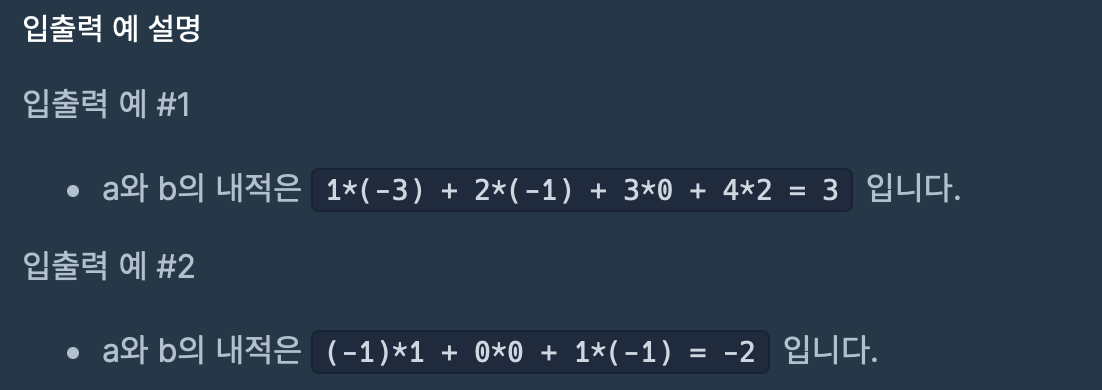 입출력 예 설명
입출력 예 #1
• a와 b의 내적은 1*(-3) + 2*(-1) + 3*0 + 4*2 = 3 입니다.
입출력 예 #2
• a와 b의 내적은 (-1)*1 + 0*0 + 1*(-1) = -2 입니다.